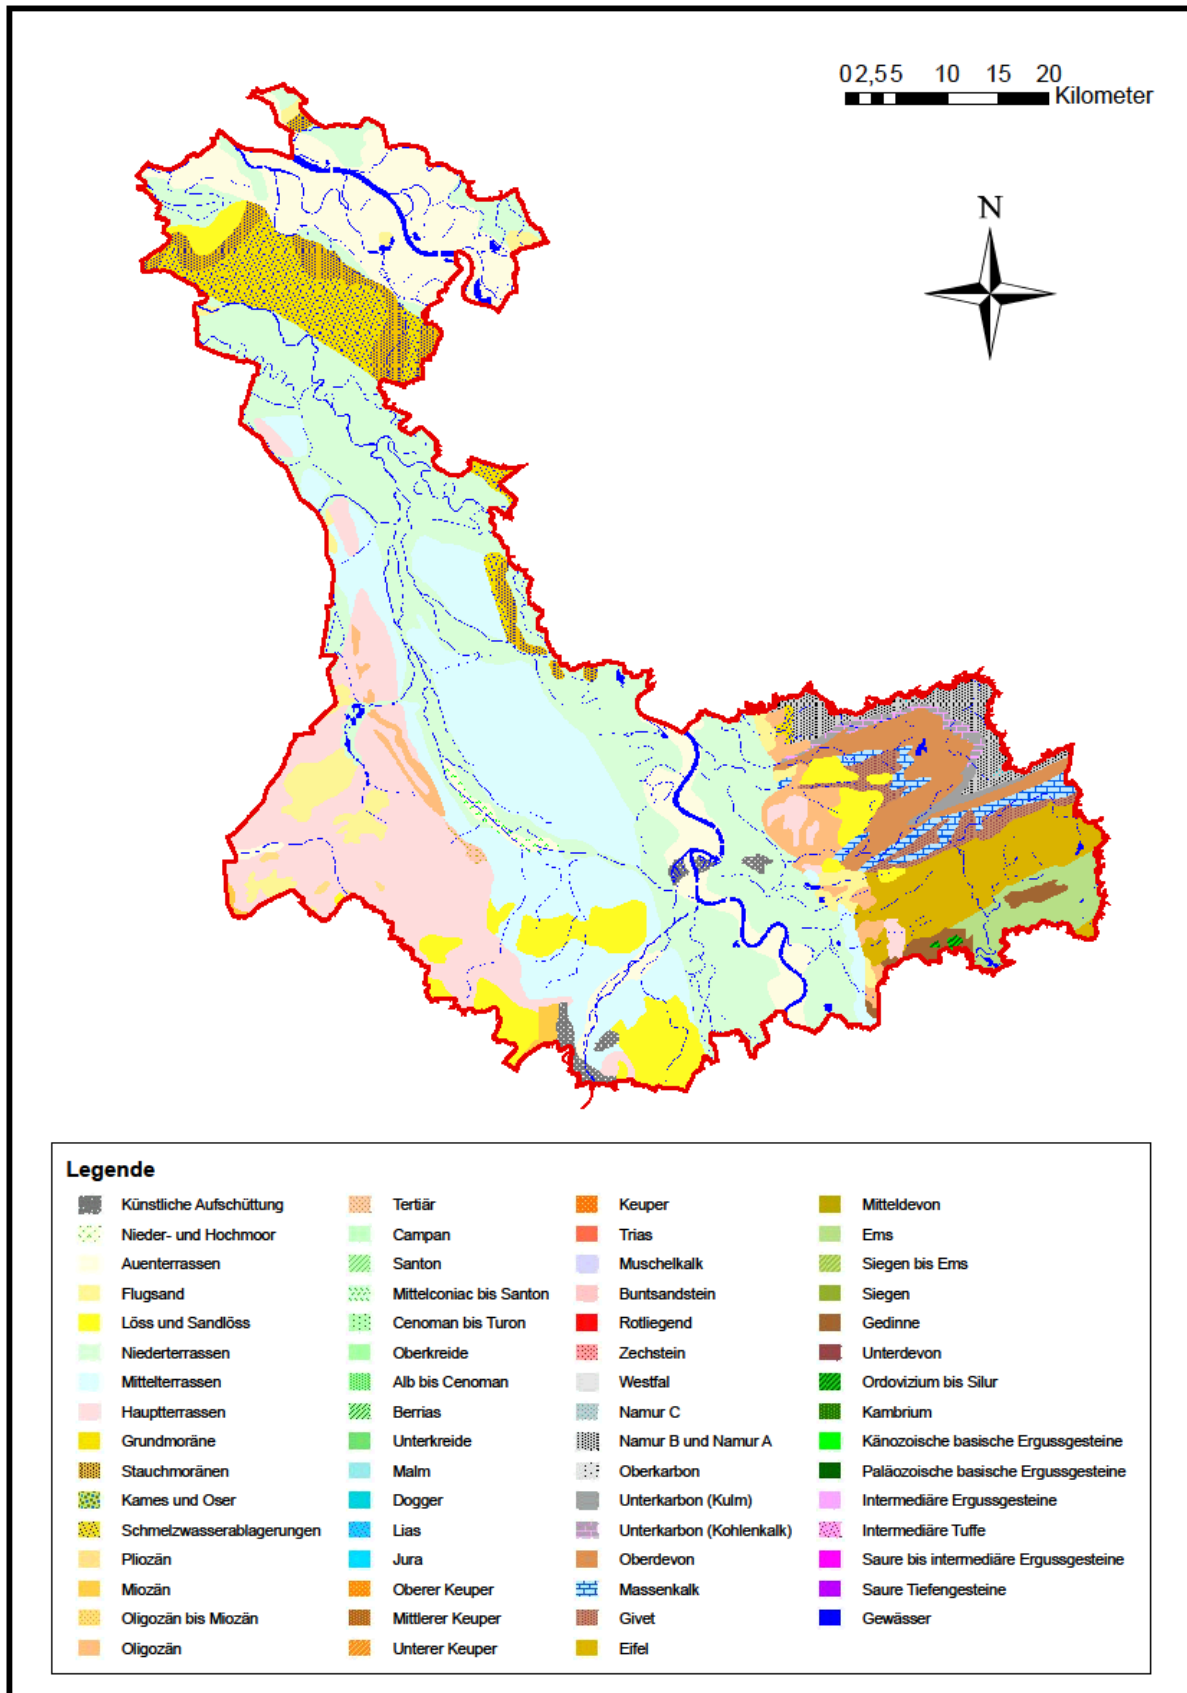 0 2,5 5 10 15 20
Kilometer
N
Legende
Künstliche Aufschüttung
Nieder- und Hochmoor
Auenterrassen
Flugsand
Löss und Sandlöss
Niederterrassen
Mittelterrassen
Hauptterrassen
Grundmoräne
Stauchmoränen
Kames und Oser
Schmelzwasserablagerungen
Pliozän
Miozän
Oligozän bis Miozän
Oligozän
Tertiär
Campan
Santon
Mittelconiac bis Santon
Cenoman bis Turon
Oberkreide
Alb bis Cenoman
Berrias
Unterkreide
Malm
Dogger
Lias
Jura
Oberer Keuper
Mittlerer Keuper
Unterer Keuper
Keuper
Trias
Muschelkalk
Buntsandstein
Rotliegend
Zechstein
Westfal
Namur C
Namur B und Namur A
Oberkarbon
Unterkarbon (Kulm)
Unterkarbon (Kohlenkalk)
Oberdevon
Massenkalk
Givet
Eifel
Mitteldevon
Ems
Siegen bis Ems
Siegen
Gedinne
Unterdevon
Ordovizium bis Silur
Kambrium
Känozoische basische Ergussgesteine
Paläozoische basische Ergussgesteine
Intermediäre Ergussgesteine
Intermediäre Tuffe
Saure bis intermediäre Ergussgesteine
Saure Tiefengesteine
Gewässer